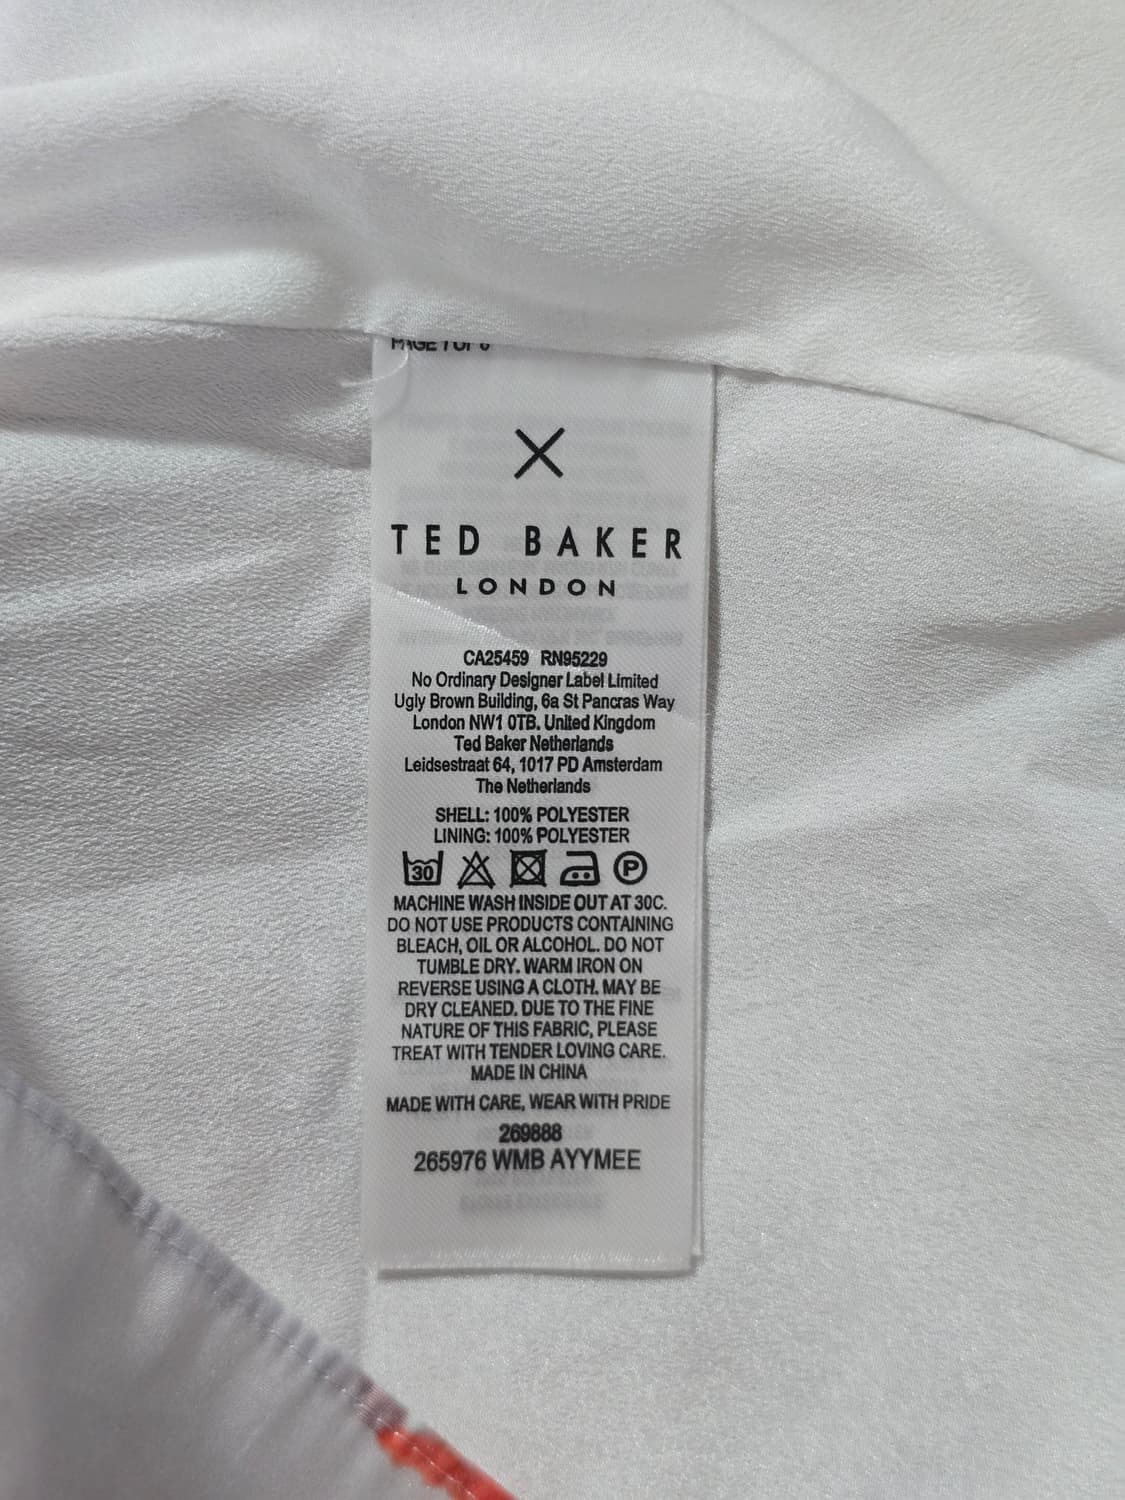 PAGE 1 OF 6
TED BAKER
LONDON
CA25459 RN95229
No Ordinary Designer Label Limited
Ugly Brown Building, 6a St Pancras Way
London NW1 0TB. United Kingdom
Ted Baker Netherlands
Leidsestraat 64, 1017 PD Amsterdam
The Netherlands
SHELL: 100% POLYESTER
LINING: 100% POLYESTER
30 P
MACHINE WASH INSIDE OUT AT 30C.
DO NOT USE PRODUCTS CONTAINING
BLEACH, OIL OR ALCOHOL. DO NOT
TUMBLE DRY. WARM IRON ON
REVERSE USING A CLOTH. MAY BE
DRY CLEANED. DUE TO THE FINE
NATURE OF THIS FABRIC, PLEASE
TREAT WITH TENDER LOVING CARE.
MADE IN CHINA
MADE WITH CARE, WEAR WITH PRIDE
269888
265976 WMB AYYMEE